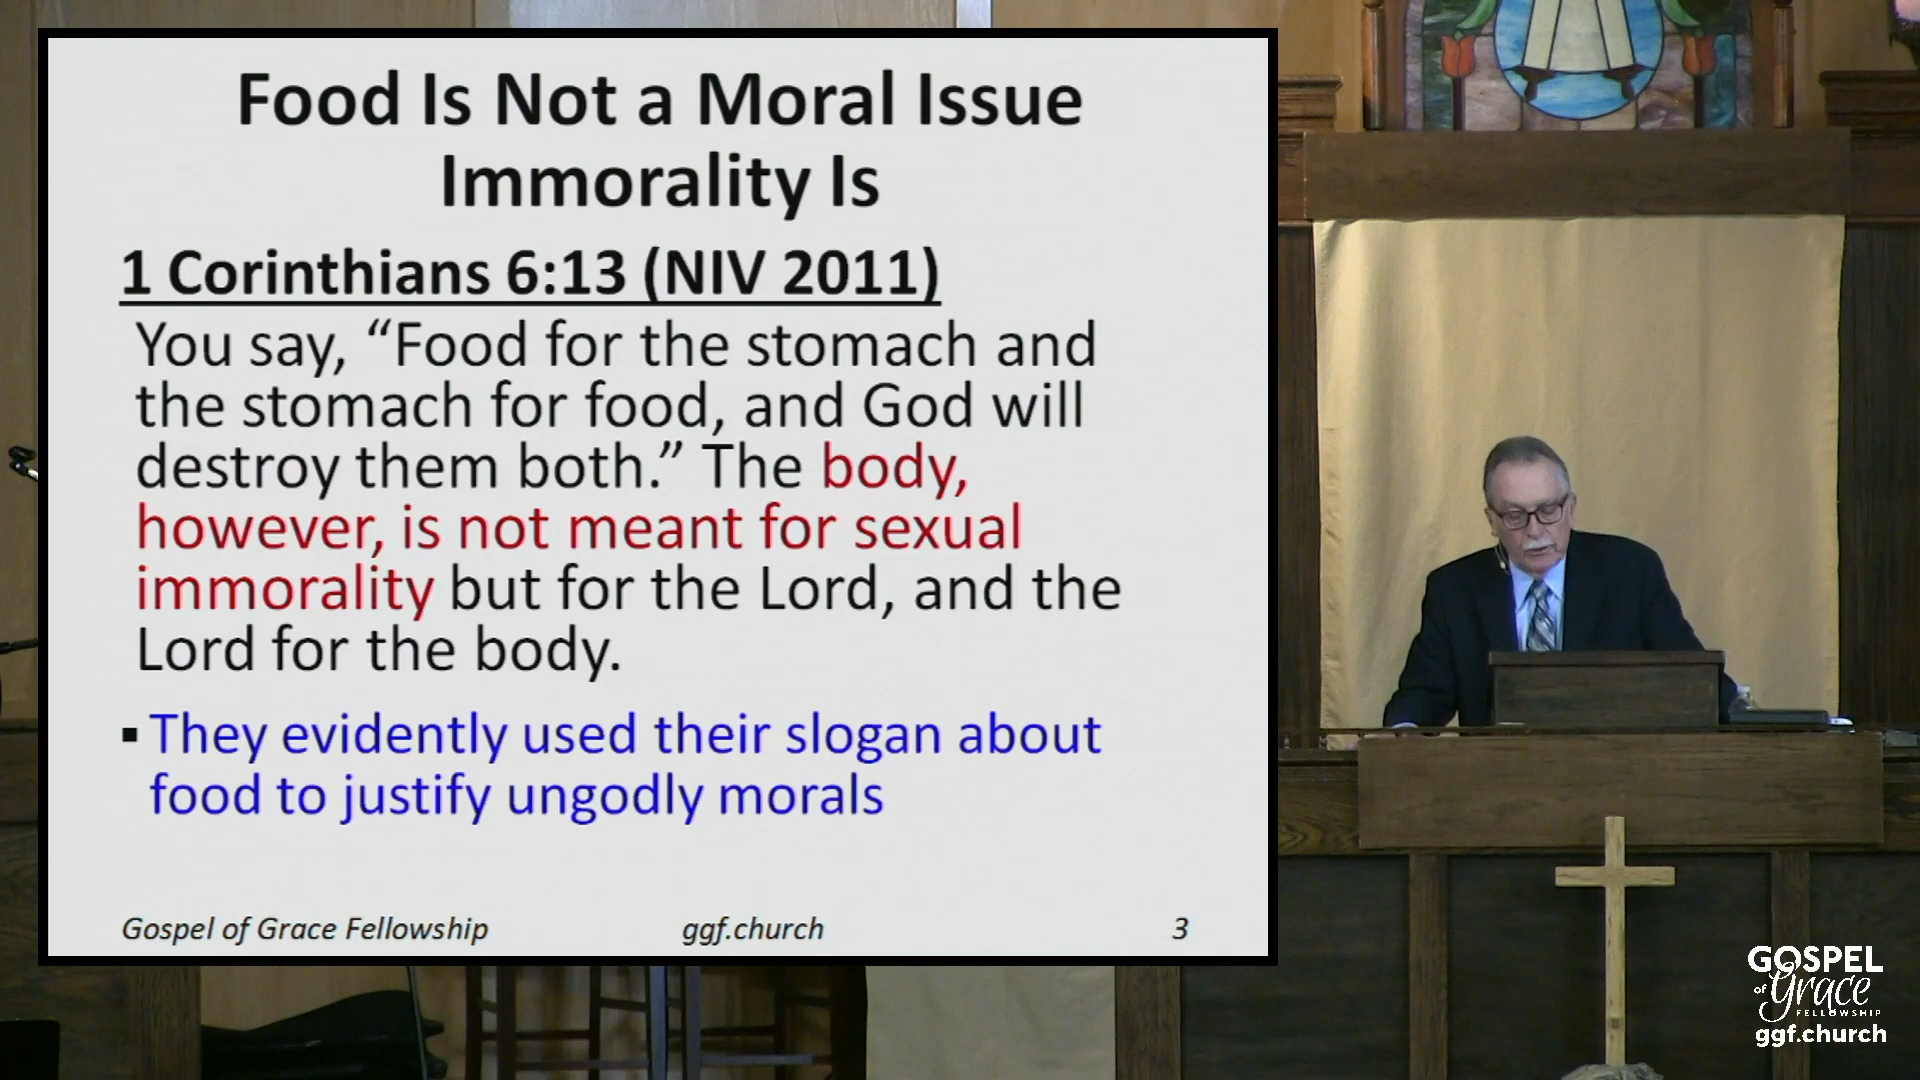 Food Is Not a Moral Issue
Immorality Is
1 Corinthians 6:13 (NIV 2011)
You say, “Food for the stomach and
the stomach for food, and God will
destroy them both.” The body,
however, is not meant for sexual
immorality but for the Lord, and the
Lord for the body.
▪ They evidently used their slogan about
food to justify ungodly morals
Gospel of Grace Fellowship ggf.church 3
GOSPEL
of Grace
FELLOWSHIP
ggf.church